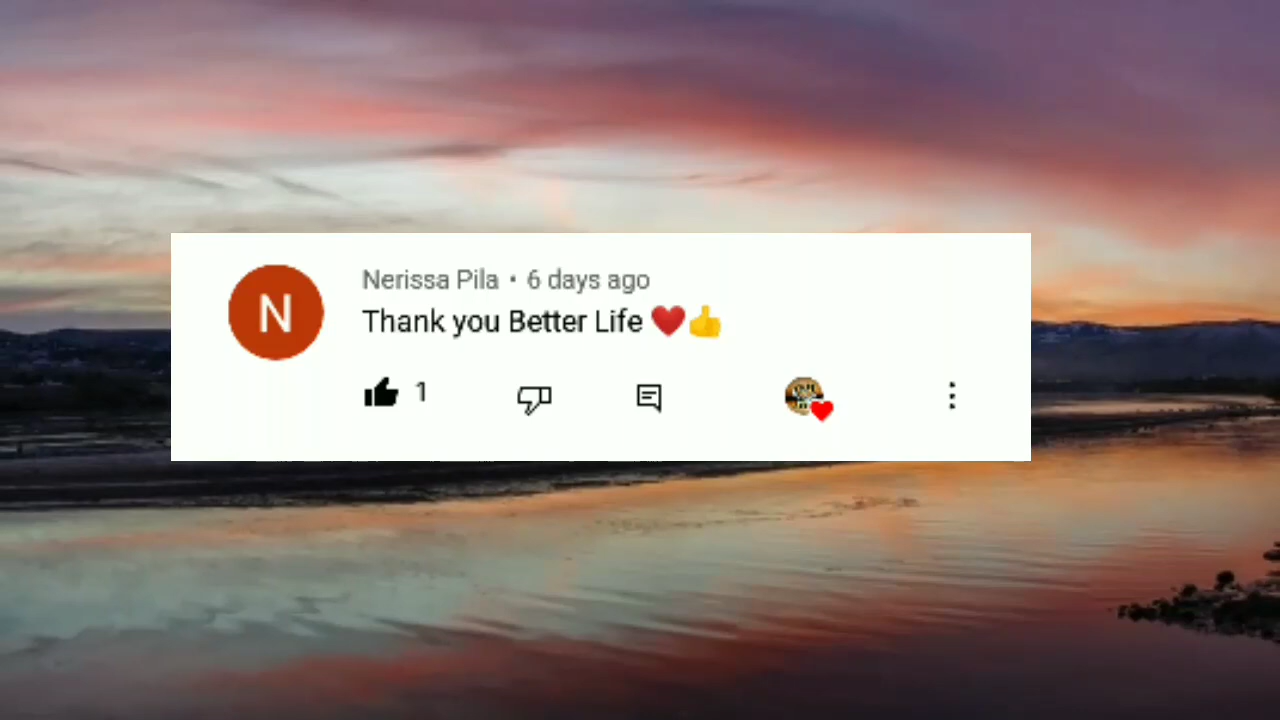 N
Nerissa Pila • 6 days ago
Thank you Better Life ❤️👍
1